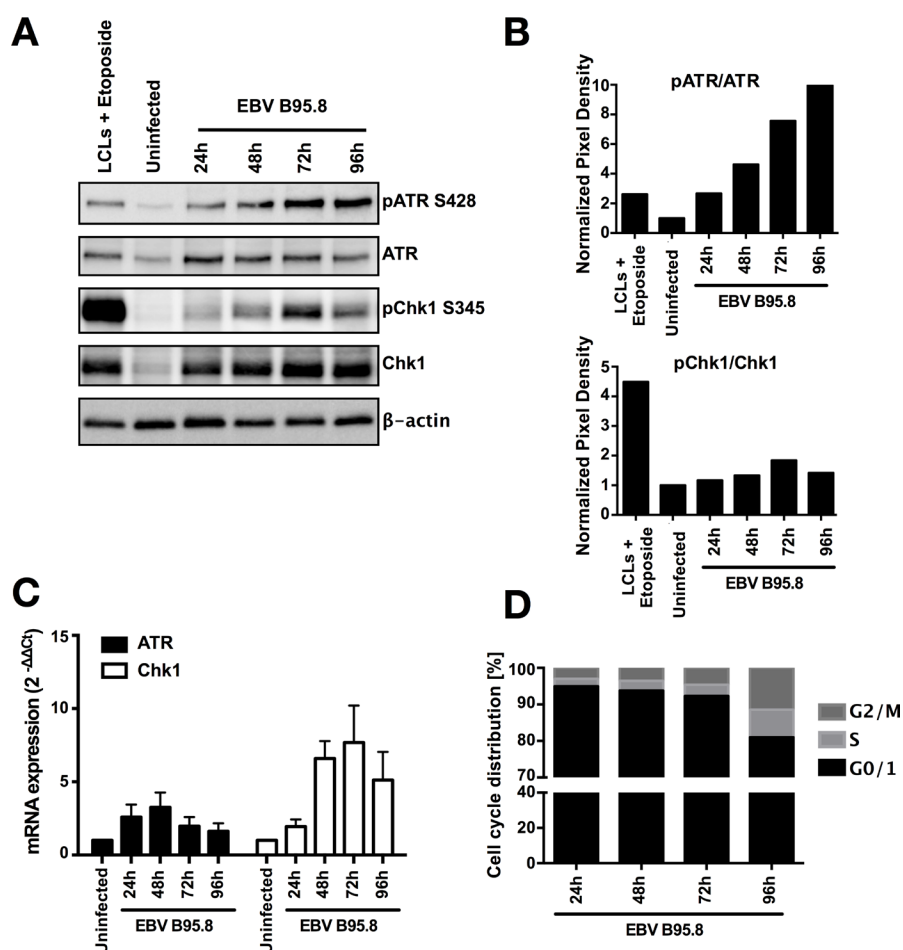 A
LCLs + Etoposide
Uninfected
EBV B95.8
24h
48h
72h
96h
pATR S428
ATR
pChk1 S345
Chk1
β-actin
B
pATR/ATR
Normalized Pixel Density
10
8
6
4
2
0
LCLs +
Etoposide
Uninfected
24h
48h
72h
96h
EBV B95.8
pChk1/Chk1
Normalized Pixel Density
5
4
3
2
1
0
LCLs +
Etoposide
Uninfected
24h
48h
72h
96h
EBV B95.8
C
mRNA expression (2 -ΔΔCt)
15
10
5
0
ATR
Chk1
Uninfected
24h
48h
72h
96h
EBV B95.8
Uninfected
24h
48h
72h
96h
EBV B95.8
D
Cell cycle distribution [%]
100
90
80
70
40
20
0
G2/M
S
G0/1
24h
48h
72h
96h
EBV B95.8